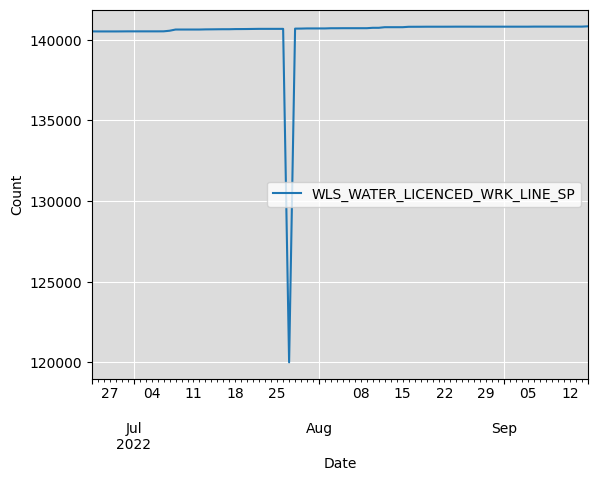 140000
135000
130000
125000
120000
Count
WLS_WATER_LICENCED_WRK_LINE_SP
27 04 11 18 25 08 15 22 29 05 12
Jul Aug Sep
2022
Date